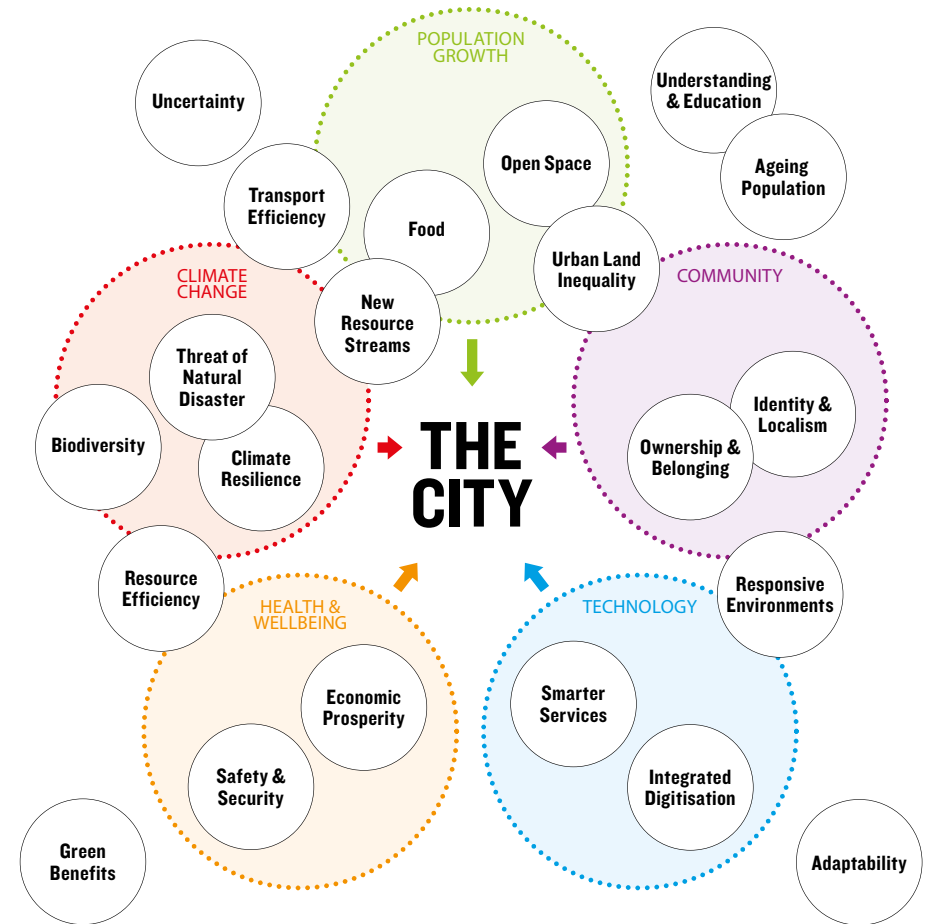 POPULATION
GROWTH
Uncertainty
Understanding
& Education
Open Space
Ageing
Population
Transport
Efficiency
Food
Urban Land
Inequality
CLIMATE
CHANGE
New
Resource
Streams
COMMUNITY
Threat of
Natural
Disaster
Biodiversity
Climate
Resilience
THE
CITY
Identity &
Localism
Ownership &
Belonging
Resource
Efficiency
HEALTH &
WELLBEING
TECHNOLOGY
Responsive
Environments
Economic
Prosperity
Smarter
Services
Safety &
Security
Integrated
Digitisation
Green
Benefits
Adaptability